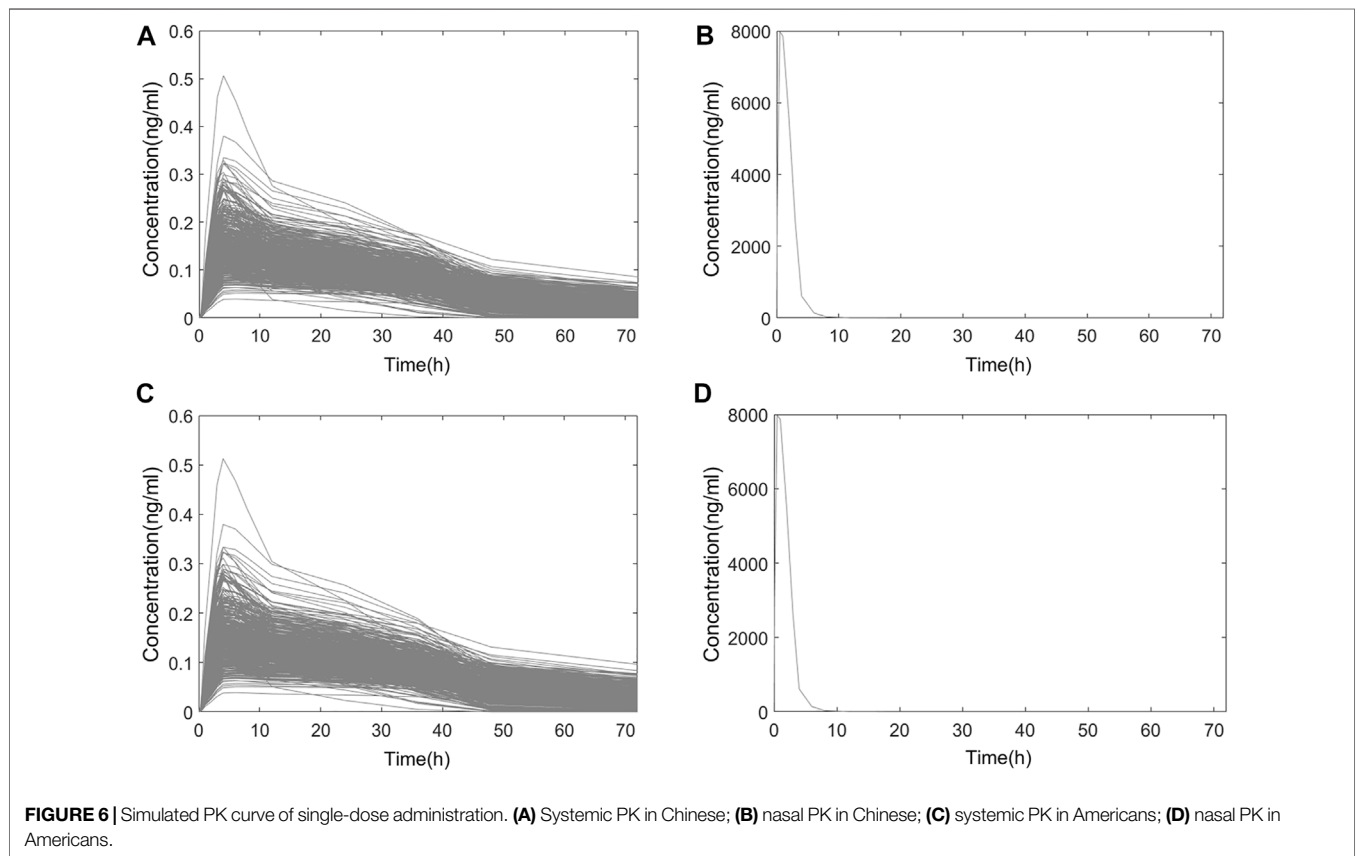 A
0.6
0.5
0.4
0.3
0.2
0.1
0
Concentration(ng/ml)
0 10 20 30 40 50 60 70
Time(h)
B
8000
6000
4000
2000
0
Concentration(ng/ml)
0 10 20 30 40 50 60 70
Time(h)
C
0.6
0.5
0.4
0.3
0.2
0.1
0
Concentration(ng/ml)
0 10 20 30 40 50 60 70
Time(h)
D
8000
6000
4000
2000
0
Concentration(ng/ml)
0 10 20 30 40 50 60 70
Time(h)
FIGURE 6 | Simulated PK curve of single-dose administration. (A) Systemic PK in Chinese; (B) nasal PK in Chinese; (C) systemic PK in Americans; (D) nasal PK in
Americans.